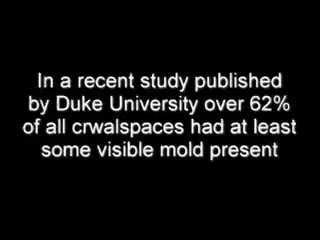 In a recent study published
by Duke University over 62%
of all crwalspaces had at least
some visible mold present